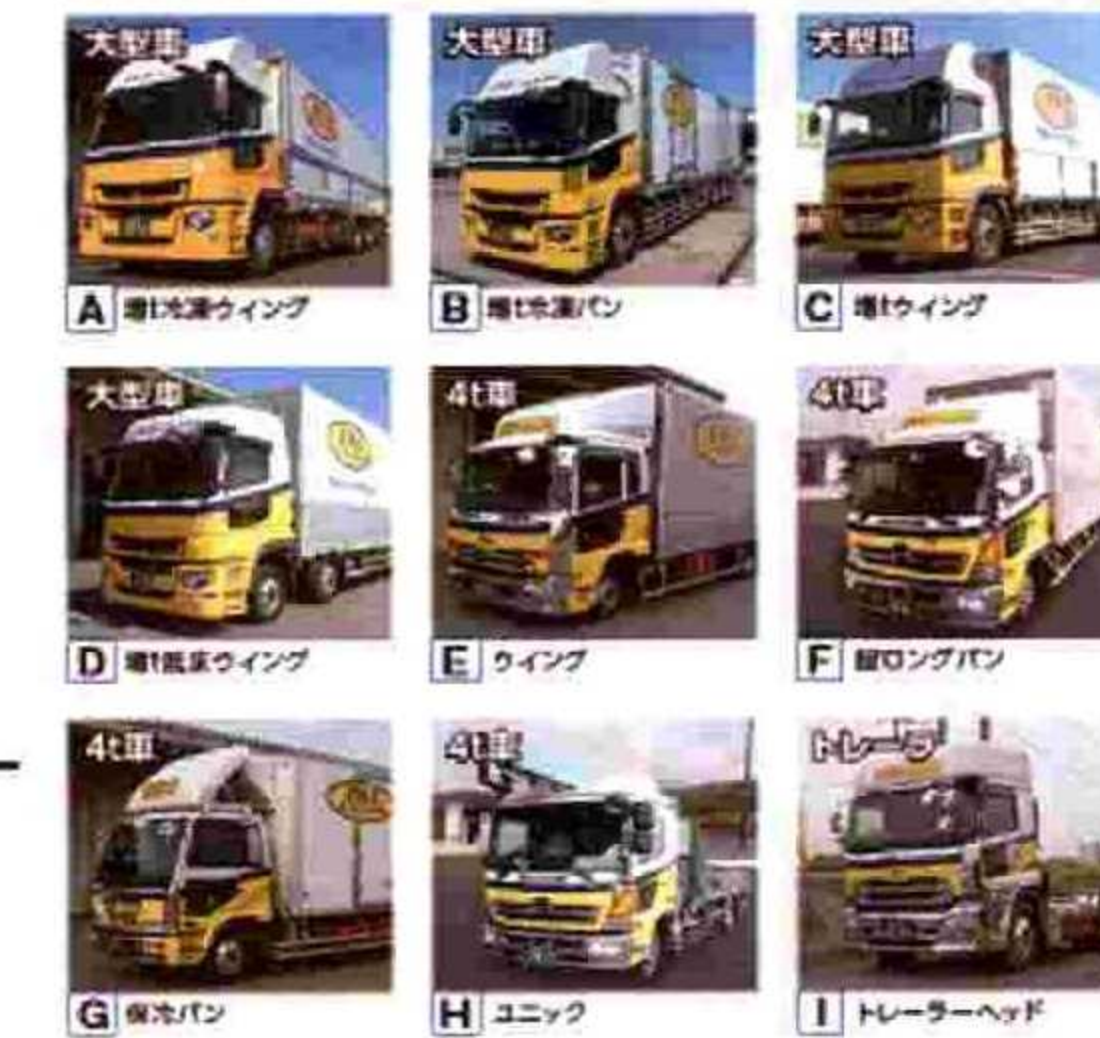 大型車
大型車
大型車
A 増t冷凍ウイング
B 増t冷凍バン
C 増tウイング
大型車
4t車
4t車
D 増t低床ウイング
E ウイング
F 超ロングバン
4t車
4t車
トレーラ
G 保冷バン
H ユニック
I トレーラーヘッド